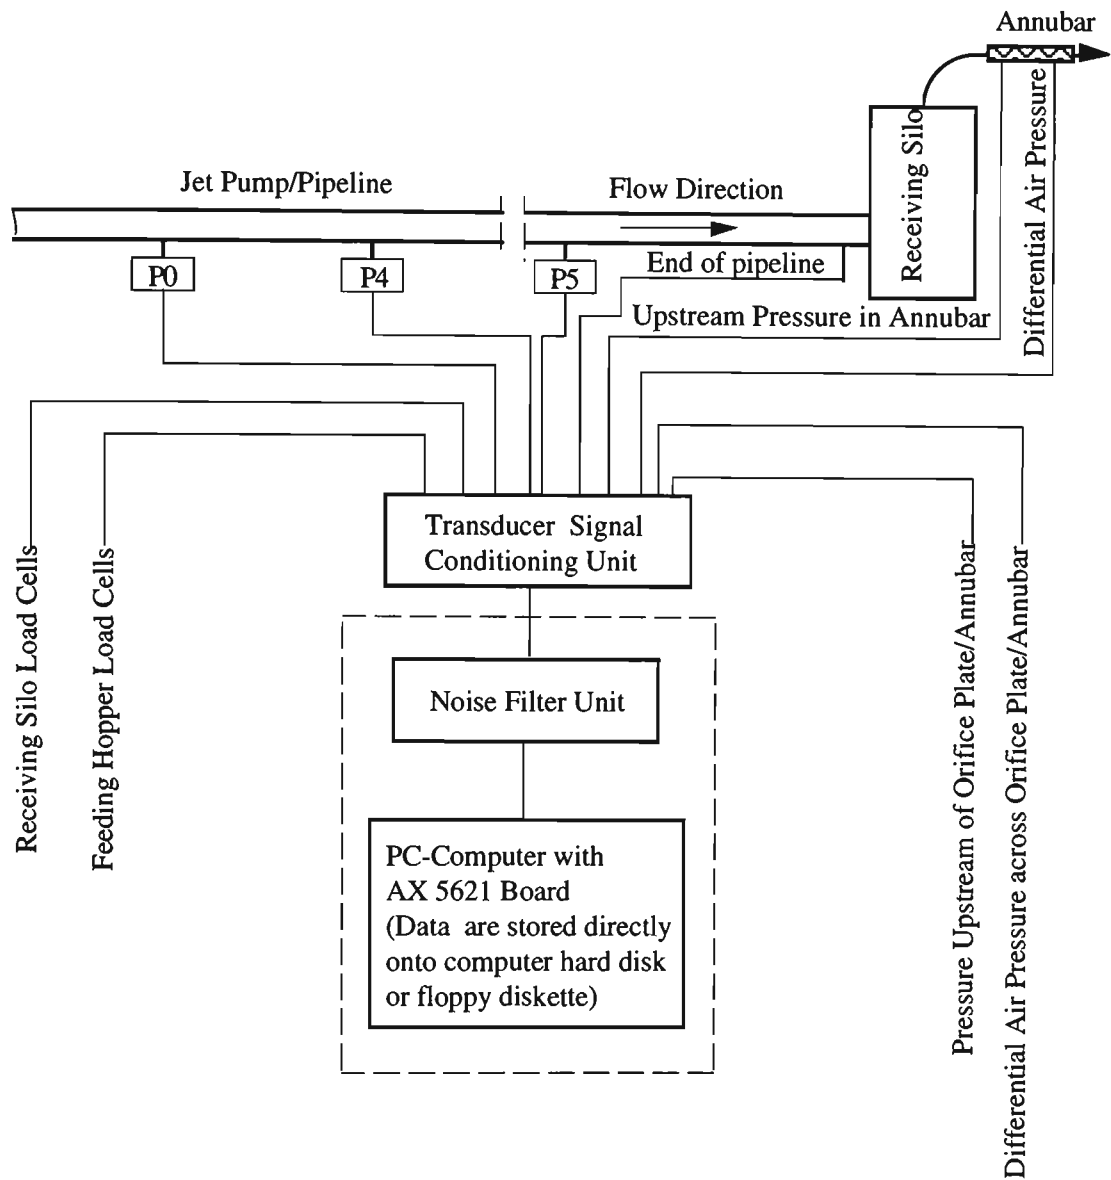 Annubar
Jet Pump/Pipeline
Flow Direction
Receiving Silo
Differential Air Pressure
P0
P4
P5
End of pipeline
Upstream Pressure in Annubar
Transducer Signal
Conditioning Unit
Receiving Silo Load Cells
Feeding Hopper Load Cells
Noise Filter Unit
Pressure Upstream of Orifice Plate/Annubar
Differential Air Pressure across Orifice Plate/Annubar
PC-Computer with
AX 5621 Board
(Data are stored directly
onto computer hard disk
or floppy diskette)